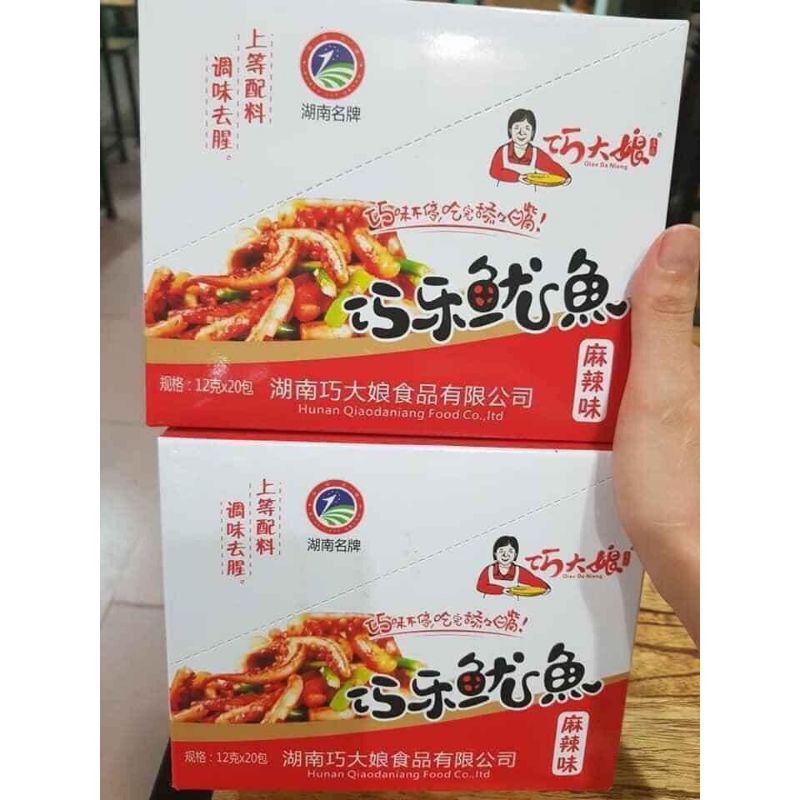 上等配料
调味去腥。
湖南名牌
巧大娘®
Qiao Da Niang
巧味不停,吃完舔舔嘴!
巧乐鱿鱼
麻辣味
规格:12克x20包
湖南巧大娘食品有限公司
Hunan Qiaodaniang Food Co.,ltd
上等配料
调味去腥。
湖南名牌
巧大娘
Qiao Da Niang
巧味不停,吃完舔舔嘴!
巧乐鱿鱼
麻辣味
规格:12克x20包
湖南巧大娘食品有限公司
Hunan Qiaodaniang Food Co.,ltd